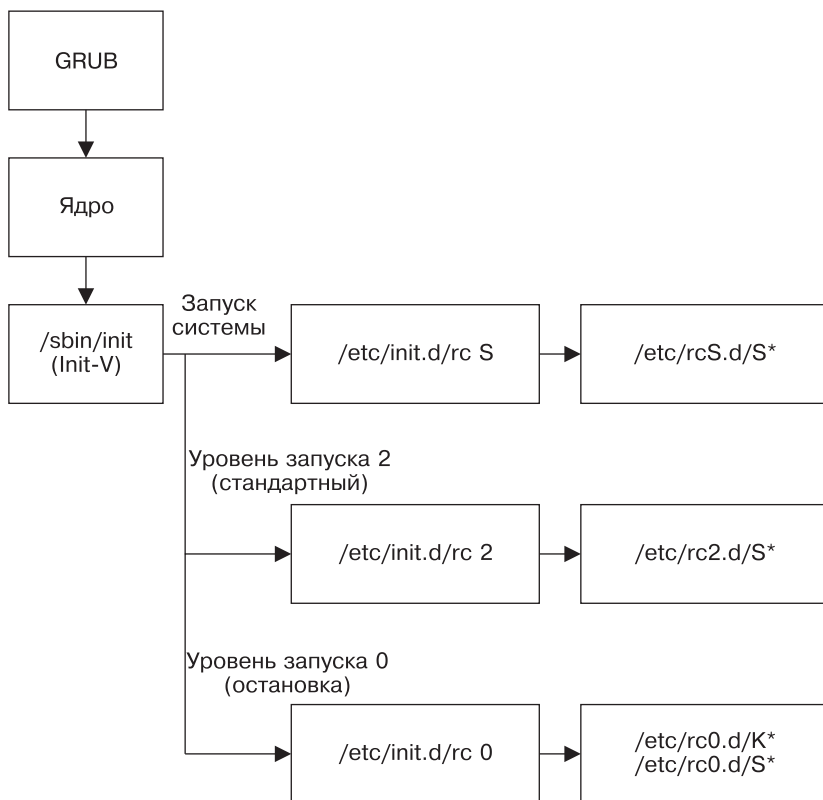 GRUB
Ядро
/sbin/init
(Init-V)
Запуск
системы
/etc/init.d/rc S
/etc/rcS.d/S*
Уровень запуска 2
(стандартный)
/etc/init.d/rc 2
/etc/rc2.d/S*
Уровень запуска 0
(остановка)
/etc/init.d/rc 0
/etc/rc0.d/K*
/etc/rc0.d/S*